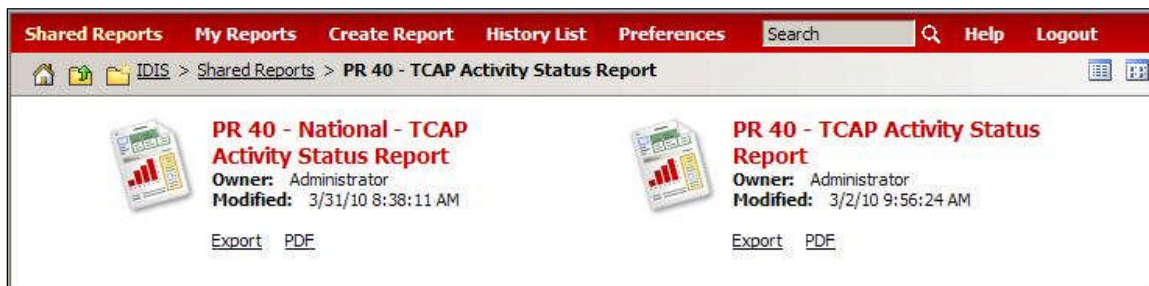 Shared Reports My Reports Create Report History List Preferences Search Help Logout
IDIS > Shared Reports > PR 40 - TCAP Activity Status Report
PR 40 - National - TCAP
Activity Status Report
Owner: Administrator
Modified: 3/31/10 8:38:11 AM
Export PDF
PR 40 - TCAP Activity Status
Report
Owner: Administrator
Modified: 3/2/10 9:56:24 AM
Export PDF